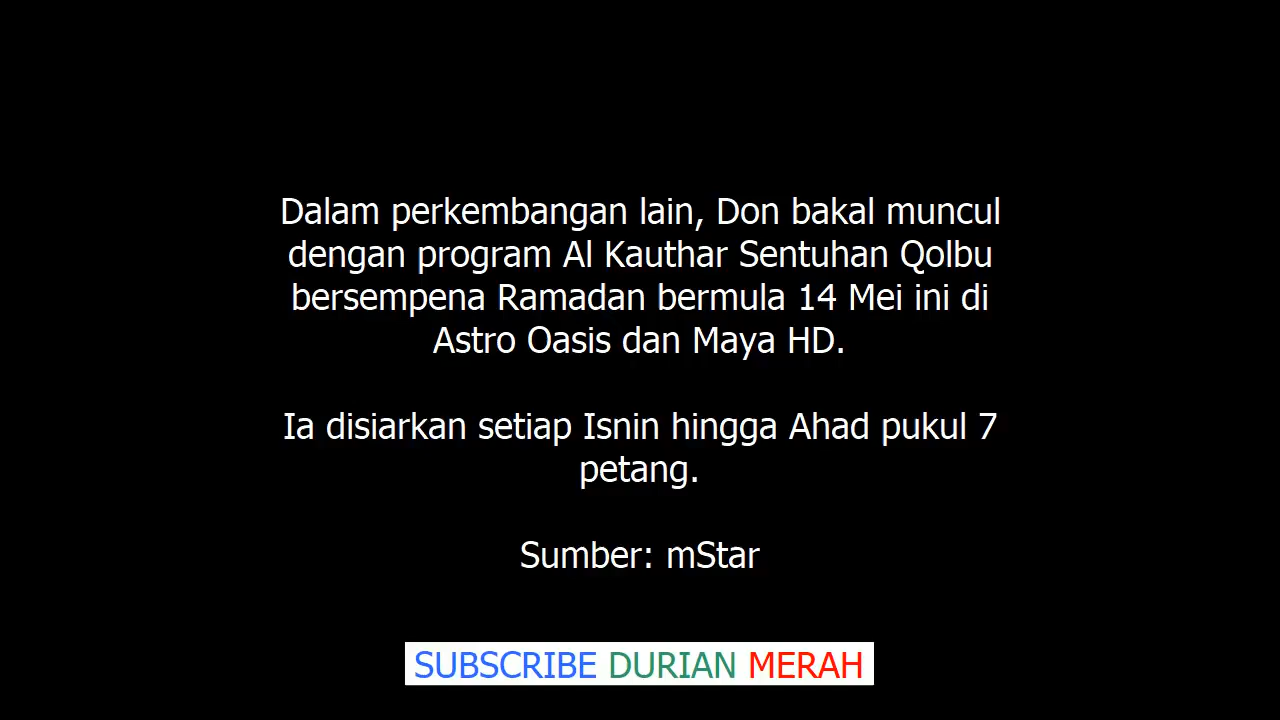 Dalam perkembangan lain, Don bakal muncul
dengan program Al Kauthar Sentuhan Qolbu
bersempena Ramadan bermula 14 Mei ini di
Astro Oasis dan Maya HD.
Ia disiarkan setiap Isnin hingga Ahad pukul 7
petang.
Sumber: mStar
SUBSCRIBE DURIAN MERAH